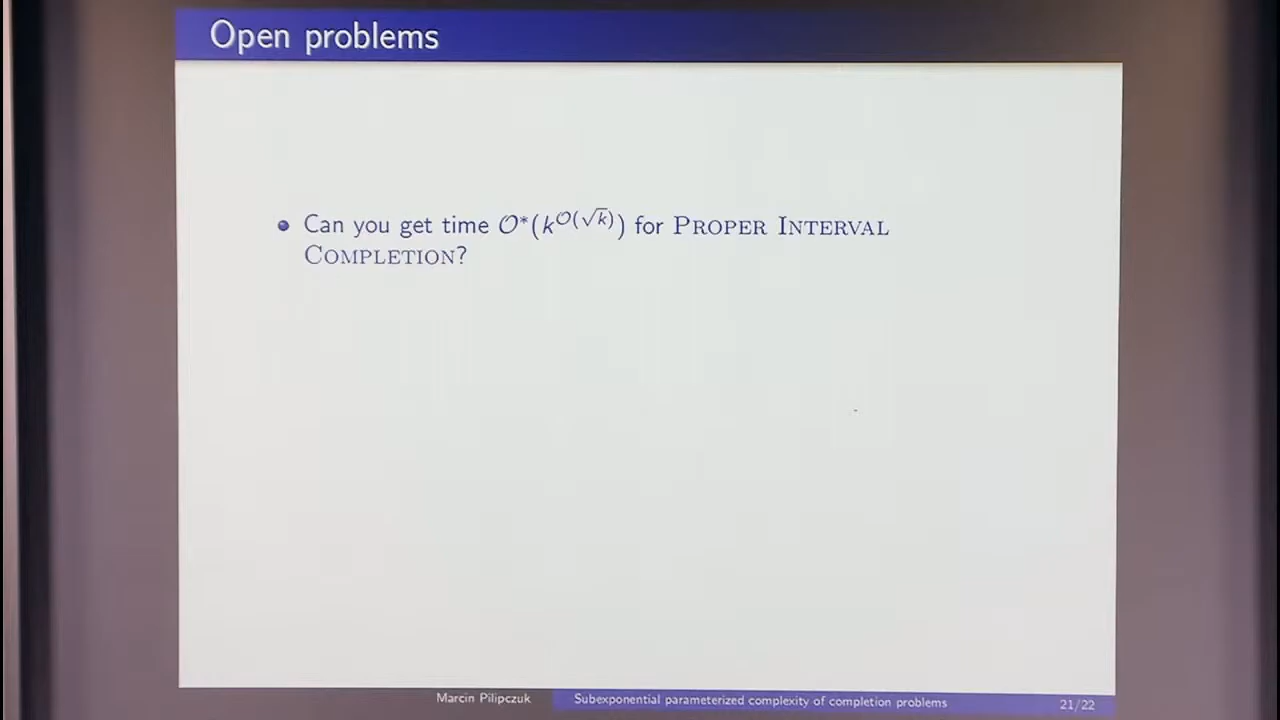 Open problems
Can you get time 𝒪*(k^𝒪(√k)) for PROPER INTERVAL
COMPLETION?
Marcin Pilipczuk
Subexponential parameterized complexity of completion problems
21/22